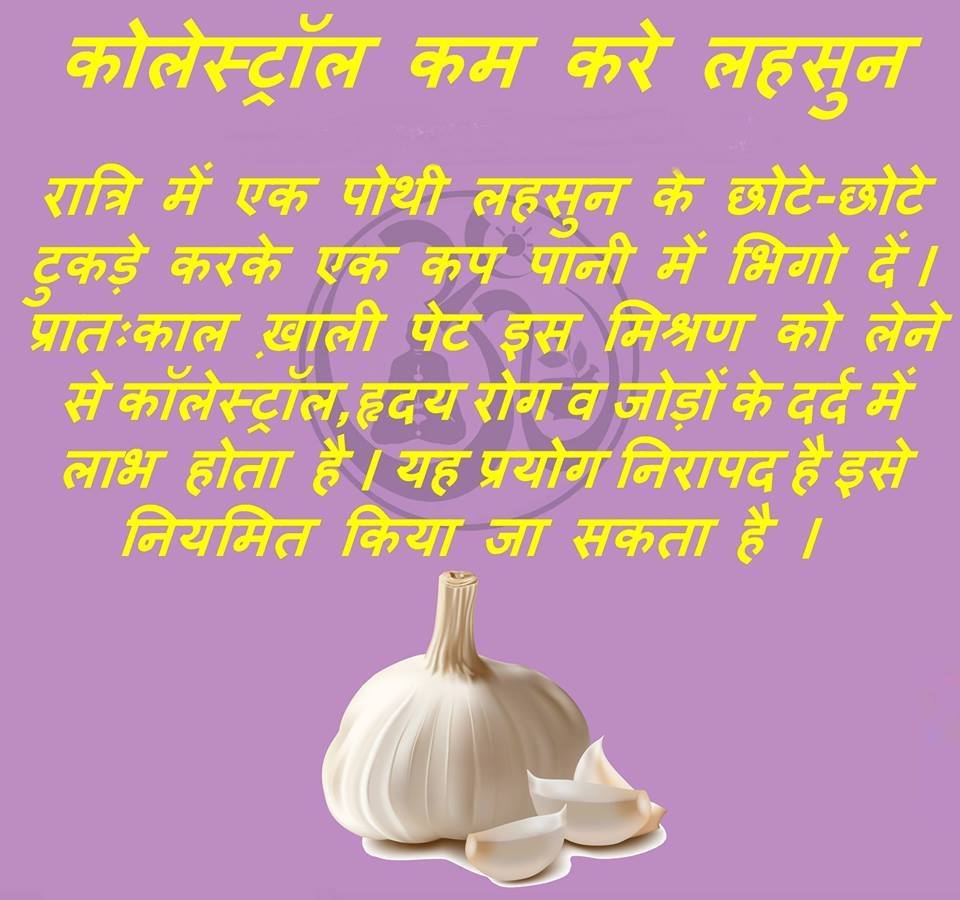 कोलेस्ट्रॉल कम करे लहसुन
रात्रि में एक पोथी लहसुन के छोटे-छोटे
टुकड़े करके एक कप पानी में भिगो दें ।
प्रातःकाल ख़ाली पेट इस मिश्रण को लेने
से कॉलेस्ट्रॉल,हृदय रोग व जोड़ों के दर्द में
लाभ होता है । यह प्रयोग निरापद है इसे
नियमित किया जा सकता है ।